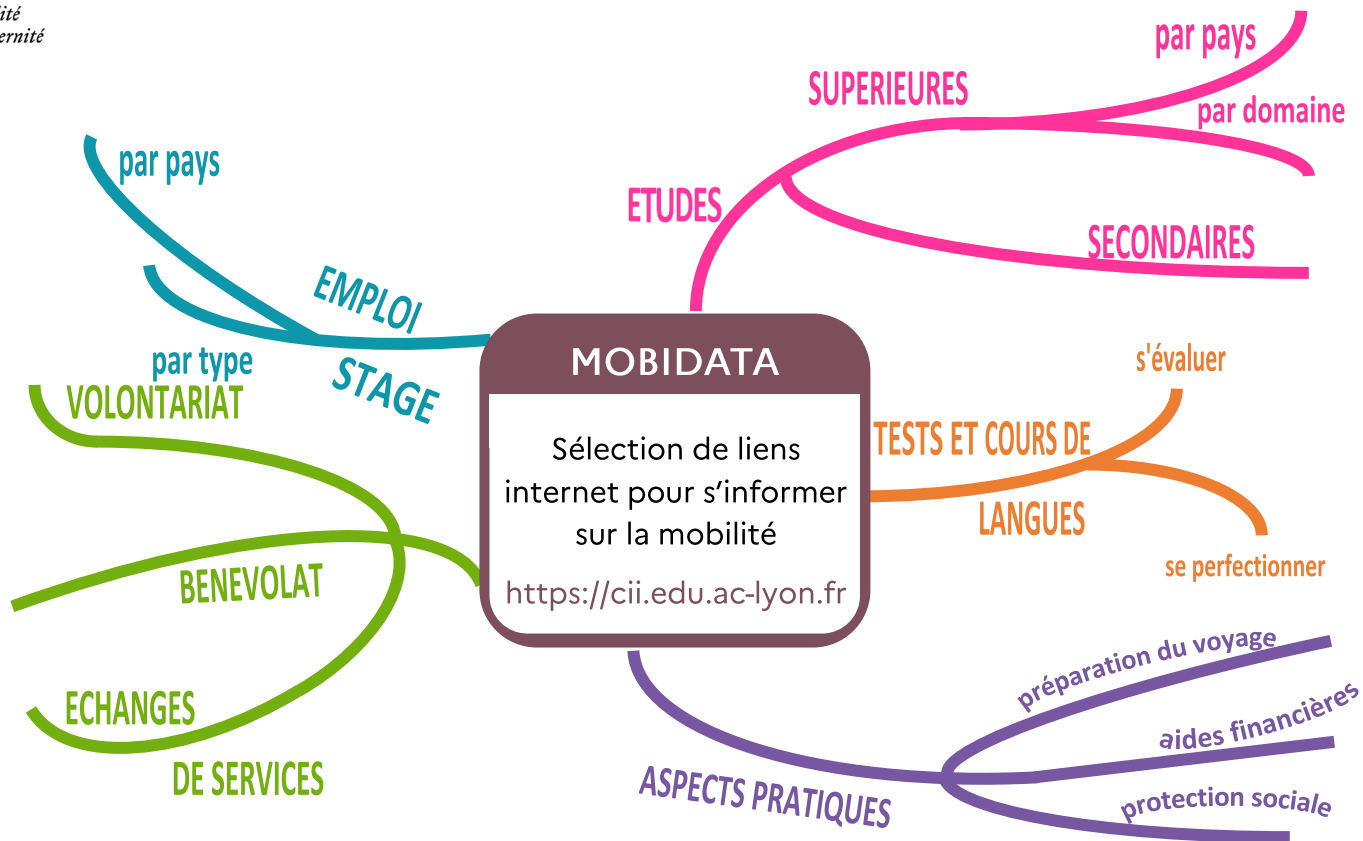 par pays
SUPERIEURES
par domaine
ETUDES
SECONDAIRES
par pays
EMPLOI
par type
STAGE
VOLONTARIAT
BENEVOLAT
ECHANGES
DE SERVICES
MOBIDATA
Sélection de liens
internet pour s’informer
sur la mobilité
https://cii.edu.ac-lyon.fr
s'évaluer
TESTS ET COURS DE
LANGUES
se perfectionner
préparation du voyage
aides financières
protection sociale
ASPECTS PRATIQUES